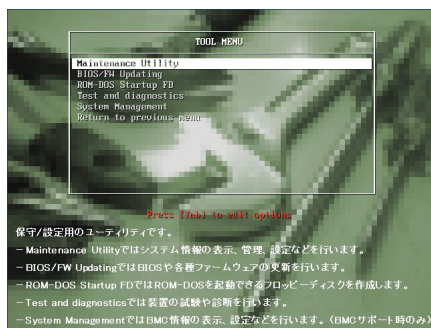 TOOL MENU
Maintenance Utility
BIOS/FW Updating
ROM-DOS Startup FD
Test and diagnostics
System Management
Return to previous menu
Press [Tab] to edit options
保守/設定用のユーティリティです。
－Maintenance Utilityではシステム情報の表示、管理、設定などを行います。
－BIOS/FW UpdatingではBIOSや各種ファームウェアの更新を行います。
－ROM-DOS Startup FDではROM-DOSを起動できるフロッピーディスクを作成します。
－Test and diagnosticsでは装置の試験や診断を行います。
－System ManagementではBMC情報の表示、設定などを行います。（BMCサポート時のみ）